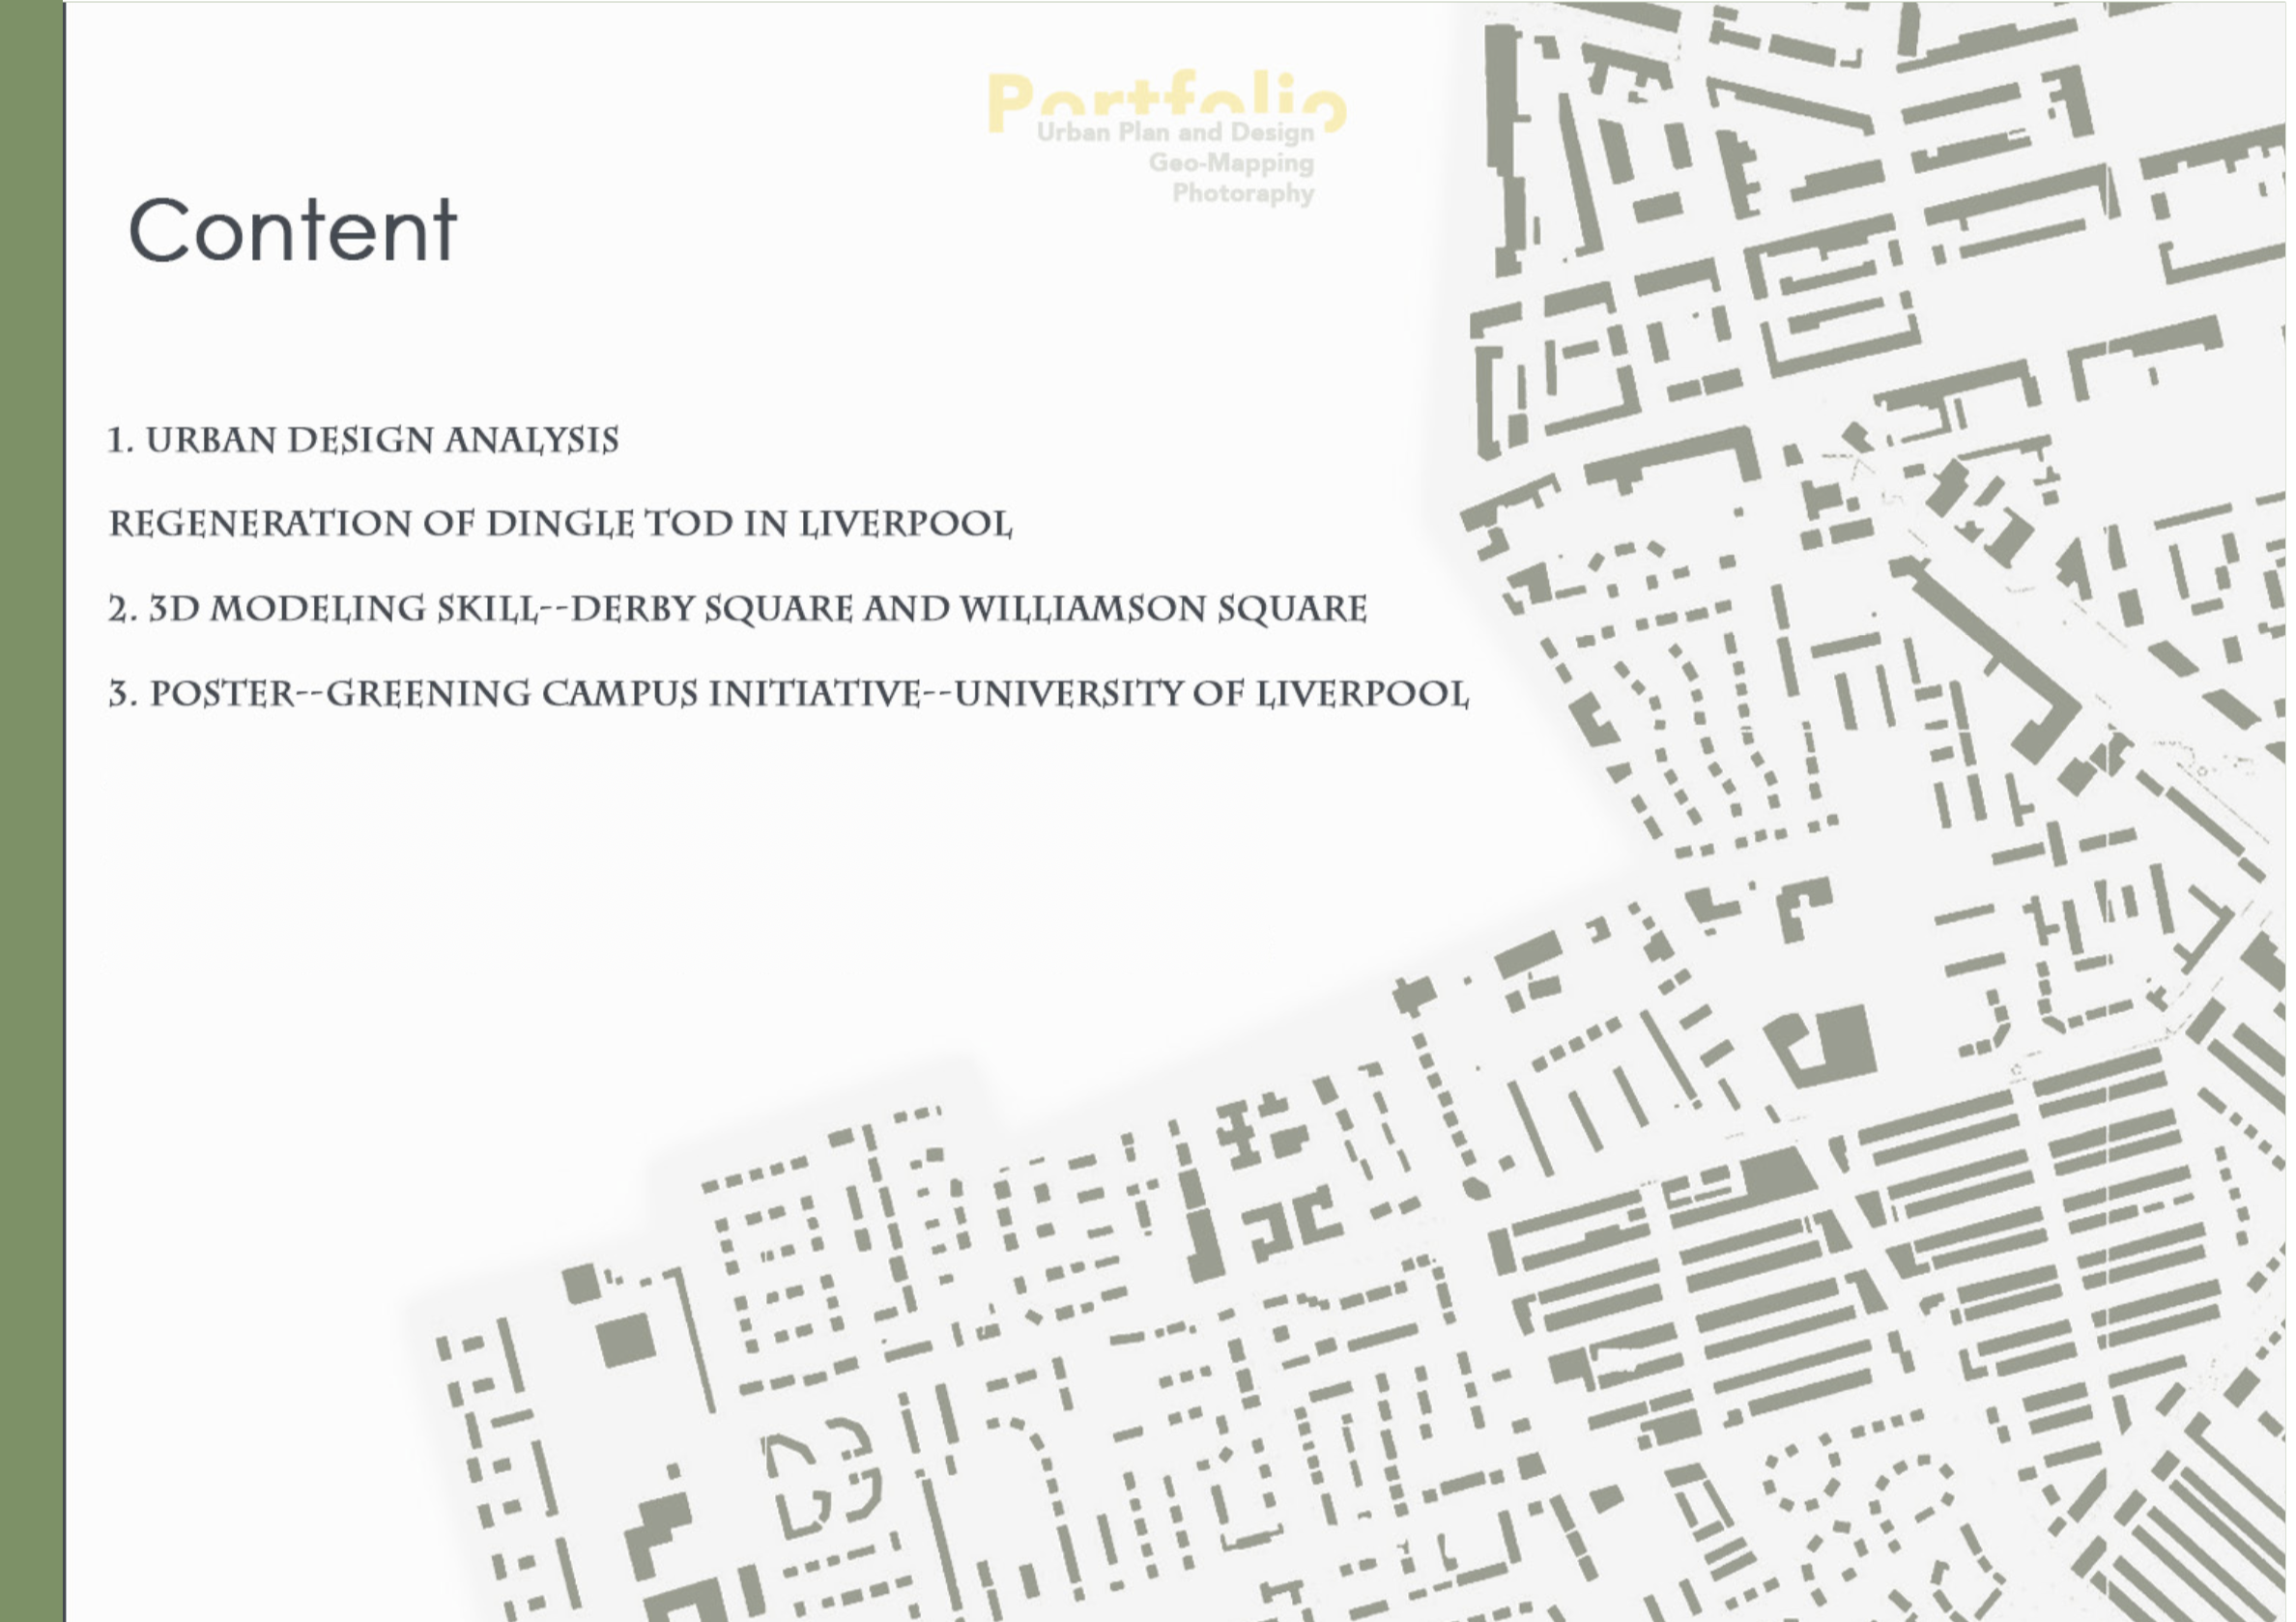 Portfolio
Urban Plan and Design
Geo-Mapping
Photoraphy
Content
1. URBAN DESIGN ANALYSIS
REGENERATION OF DINGLE TOD IN LIVERPOOL
2. 3D MODELING SKILL--DERBY SQUARE AND WILLIAMSON SQUARE
3. POSTER--GREENING CAMPUS INITIATIVE--UNIVERSITY OF LIVERPOOL